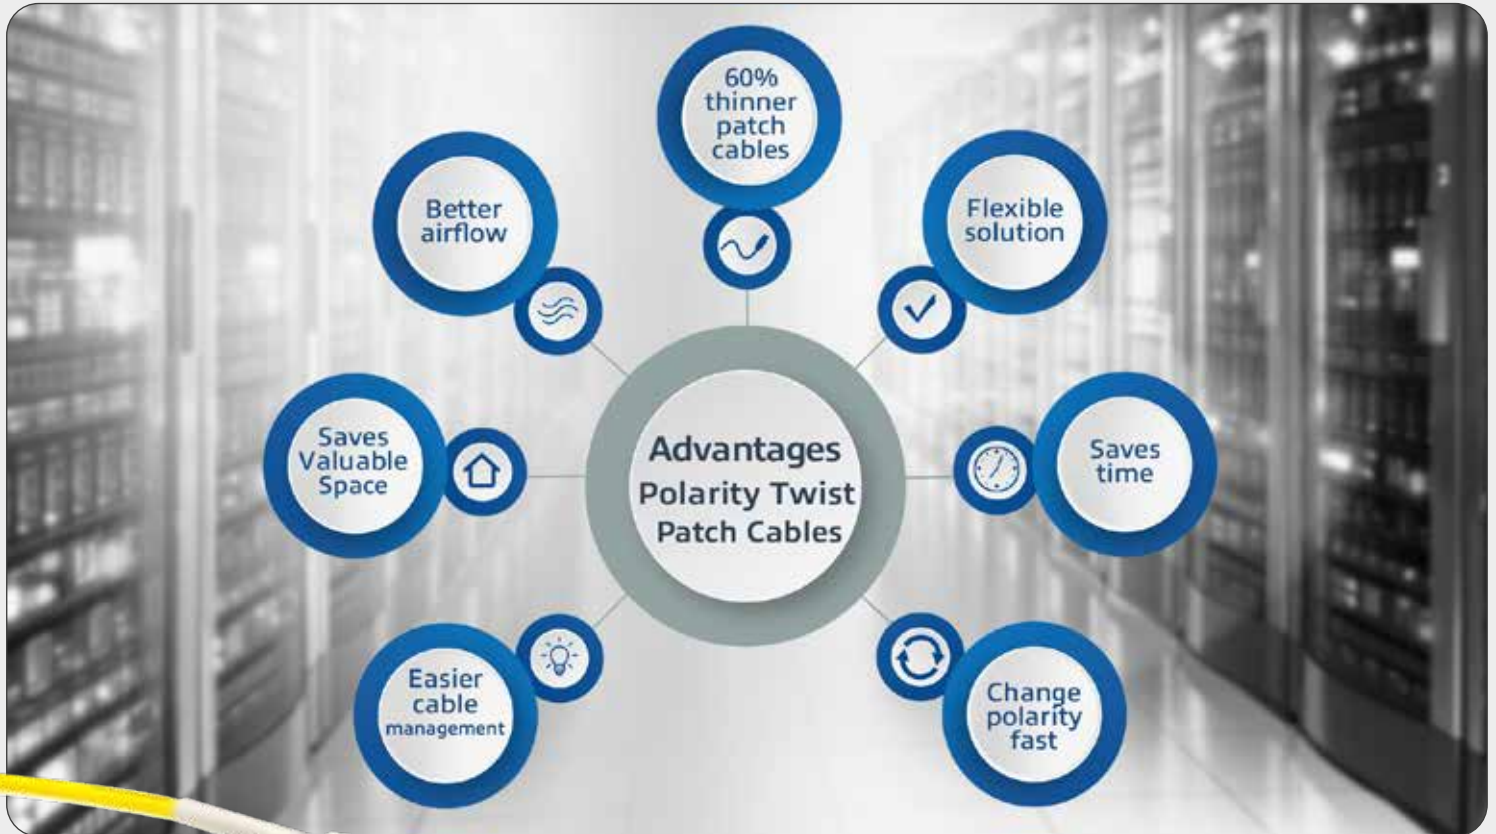 60%
thinner
patch
cables
Better
airflow
Flexible
solution
Saves
Valuable
Space
Advantages
Polarity Twist
Patch Cables
Saves
time
Easier
cable
management
Change
polarity
fast